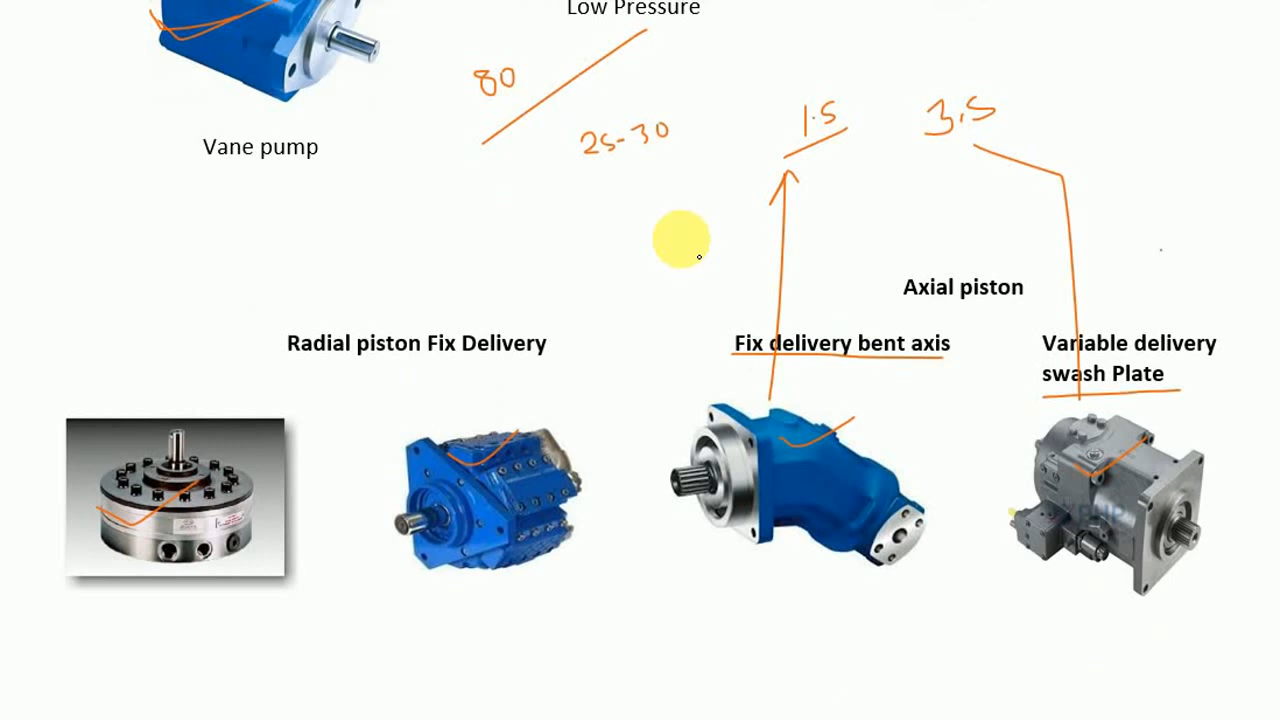 Low Pressure
80
25-30
1.5
3.5
Vane pump
Axial piston
Radial piston Fix Delivery
Fix delivery bent axis
Variable delivery
swash Plate